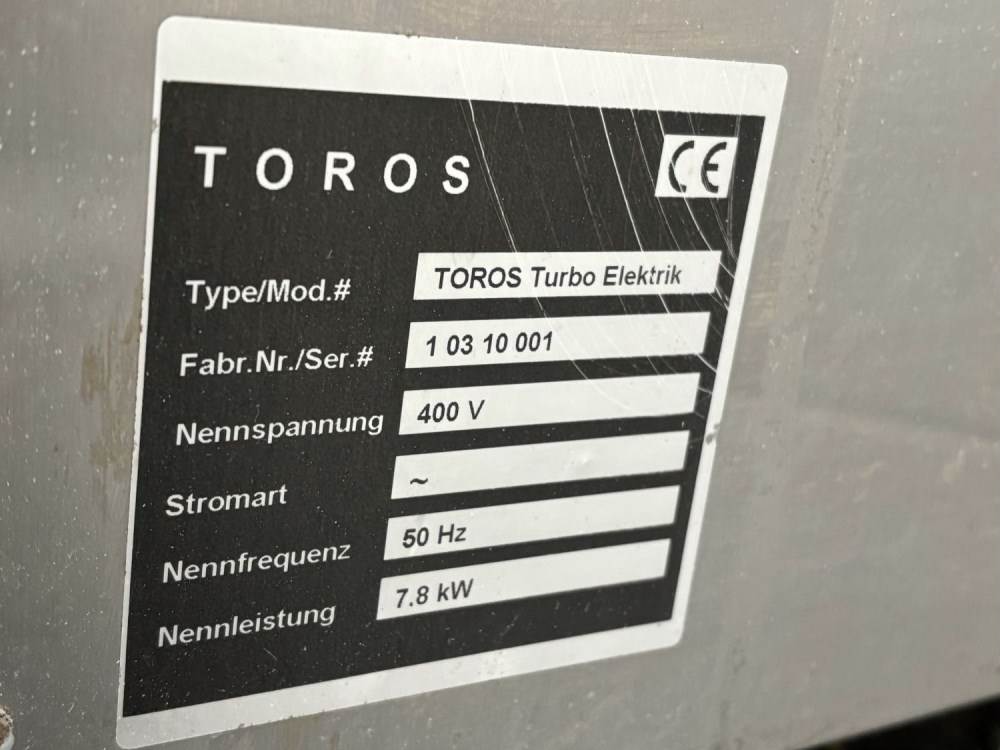 TOROS
CE
Type/Mod.# TOROS Turbo Elektrik
Fabr.Nr./Ser.# 1 03 10 001
Nennspannung 400 V
Stromart ~
Nennfrequenz 50 Hz
Nennleistung 7.8 kW